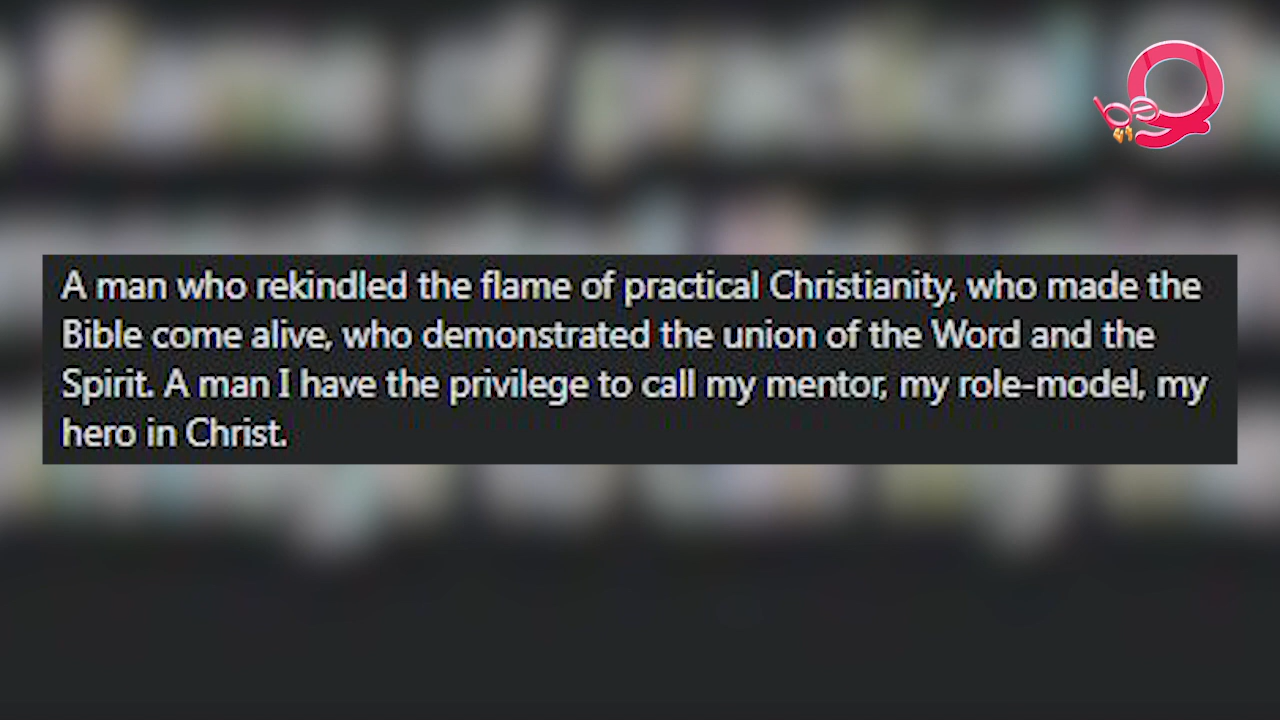 be
Q
A man who rekindled the flame of practical Christianity, who made the
Bible come alive, who demonstrated the union of the Word and the
Spirit. A man I have the privilege to call my mentor, my role-model, my
hero in Christ.